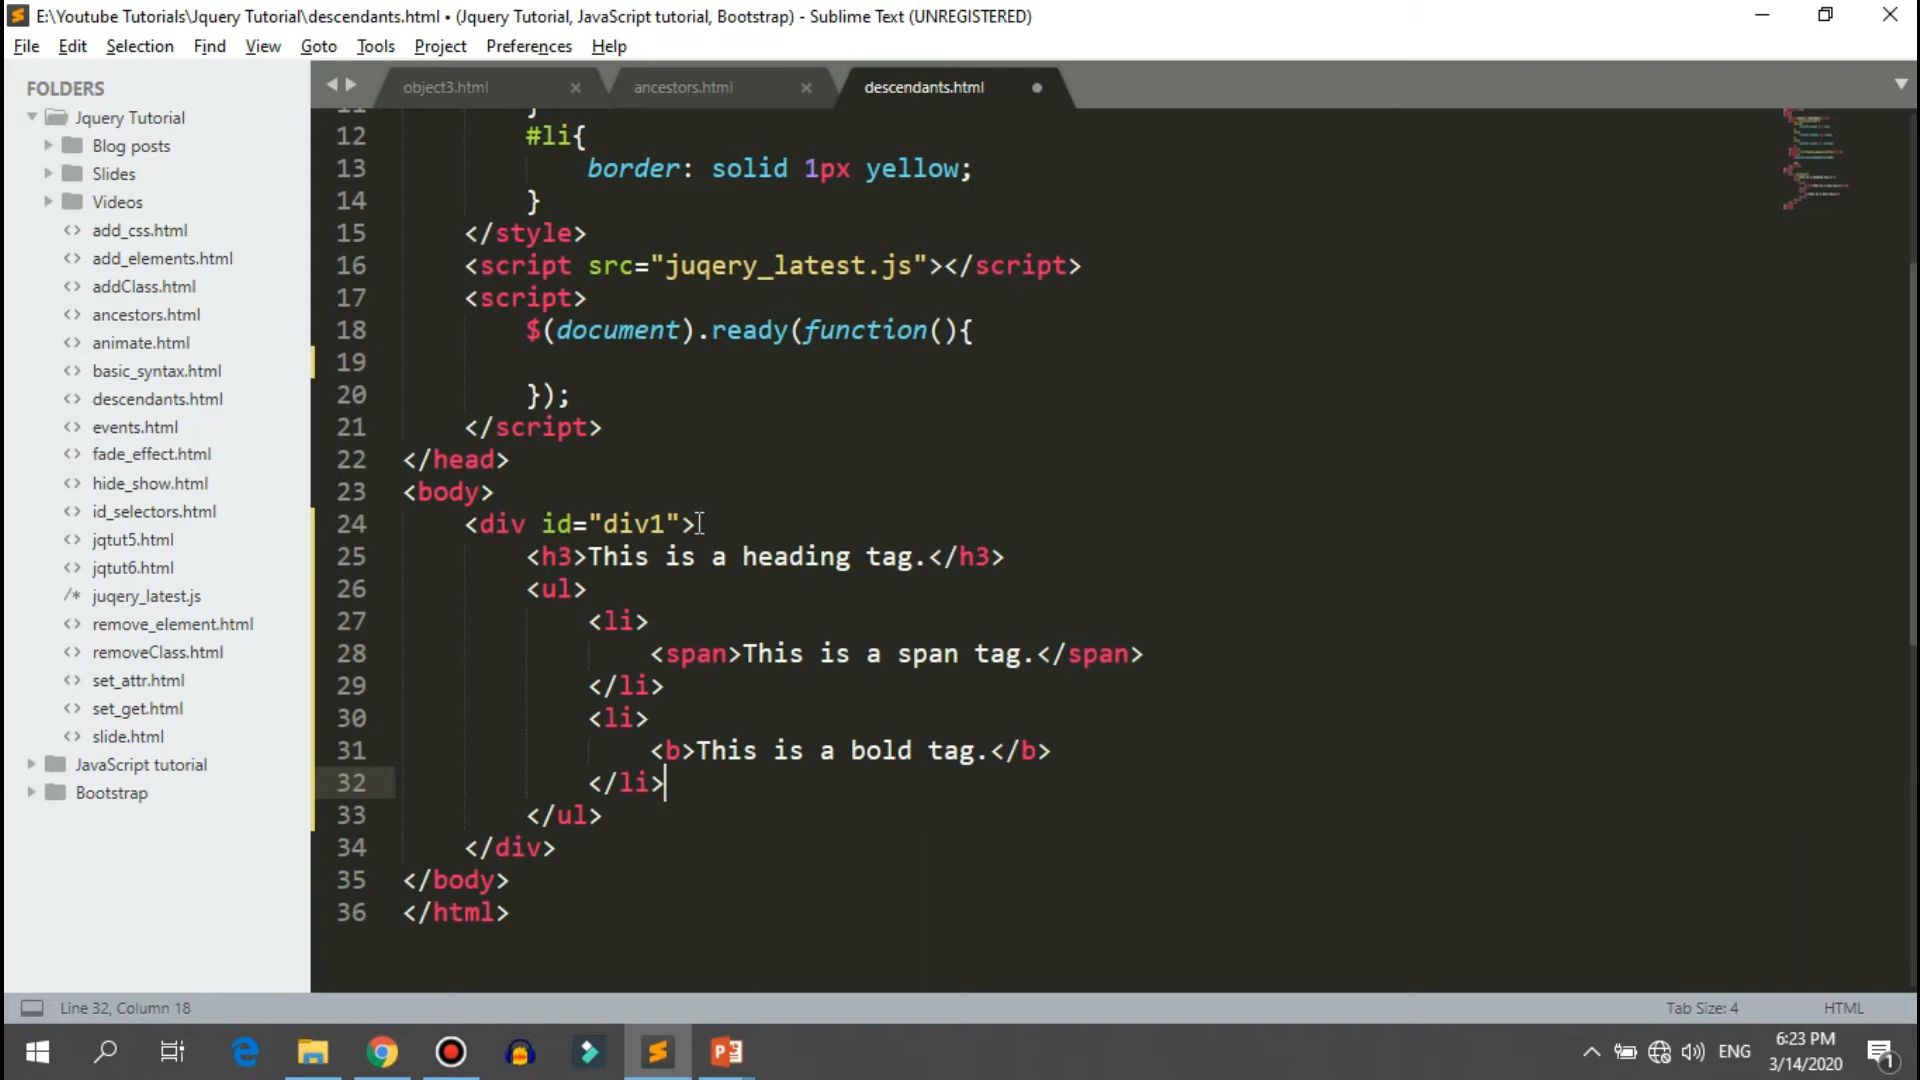 E:\Youtube Tutorials\Jquery Tutorial\descendants.html • (Jquery Tutorial, JavaScript tutorial, Bootstrap) - Sublime Text (UNREGISTERED)
File Edit Selection Find View Goto Tools Project Preferences Help
FOLDERS
Jquery Tutorial
Blog posts
Slides
Videos
add_css.html
add_elements.html
addClass.html
ancestors.html
animate.html
basic_syntax.html
descendants.html
events.html
fade_effect.html
hide_show.html
id_selectors.html
jqtut5.html
jqtut6.html
/* juqery_latest.js
remove_element.html
removeClass.html
set_attr.html
set_get.html
slide.html
JavaScript tutorial
Bootstrap
object3.html ancestors.html descendants.html
11 }
12 #li{
13 border: solid 1px yellow;
14 }
15 </style>
16 <script src="juqery_latest.js"></script>
17 <script>
18 $(document).ready(function(){
19
20 });
21 </script>
22 </head>
23 <body>
24 <div id="div1">
25 <h3>This is a heading tag.</h3>
26 <ul>
27 <li>
28 <span>This is a span tag.</span>
29 </li>
30 <li>
31 <b>This is a bold tag.</b>
32 </li>
33 </ul>
34 </div>
35 </body>
36 </html>
Line 32, Column 18 Tab Size: 4 HTML
ENG 6:23 PM
3/14/2020
1